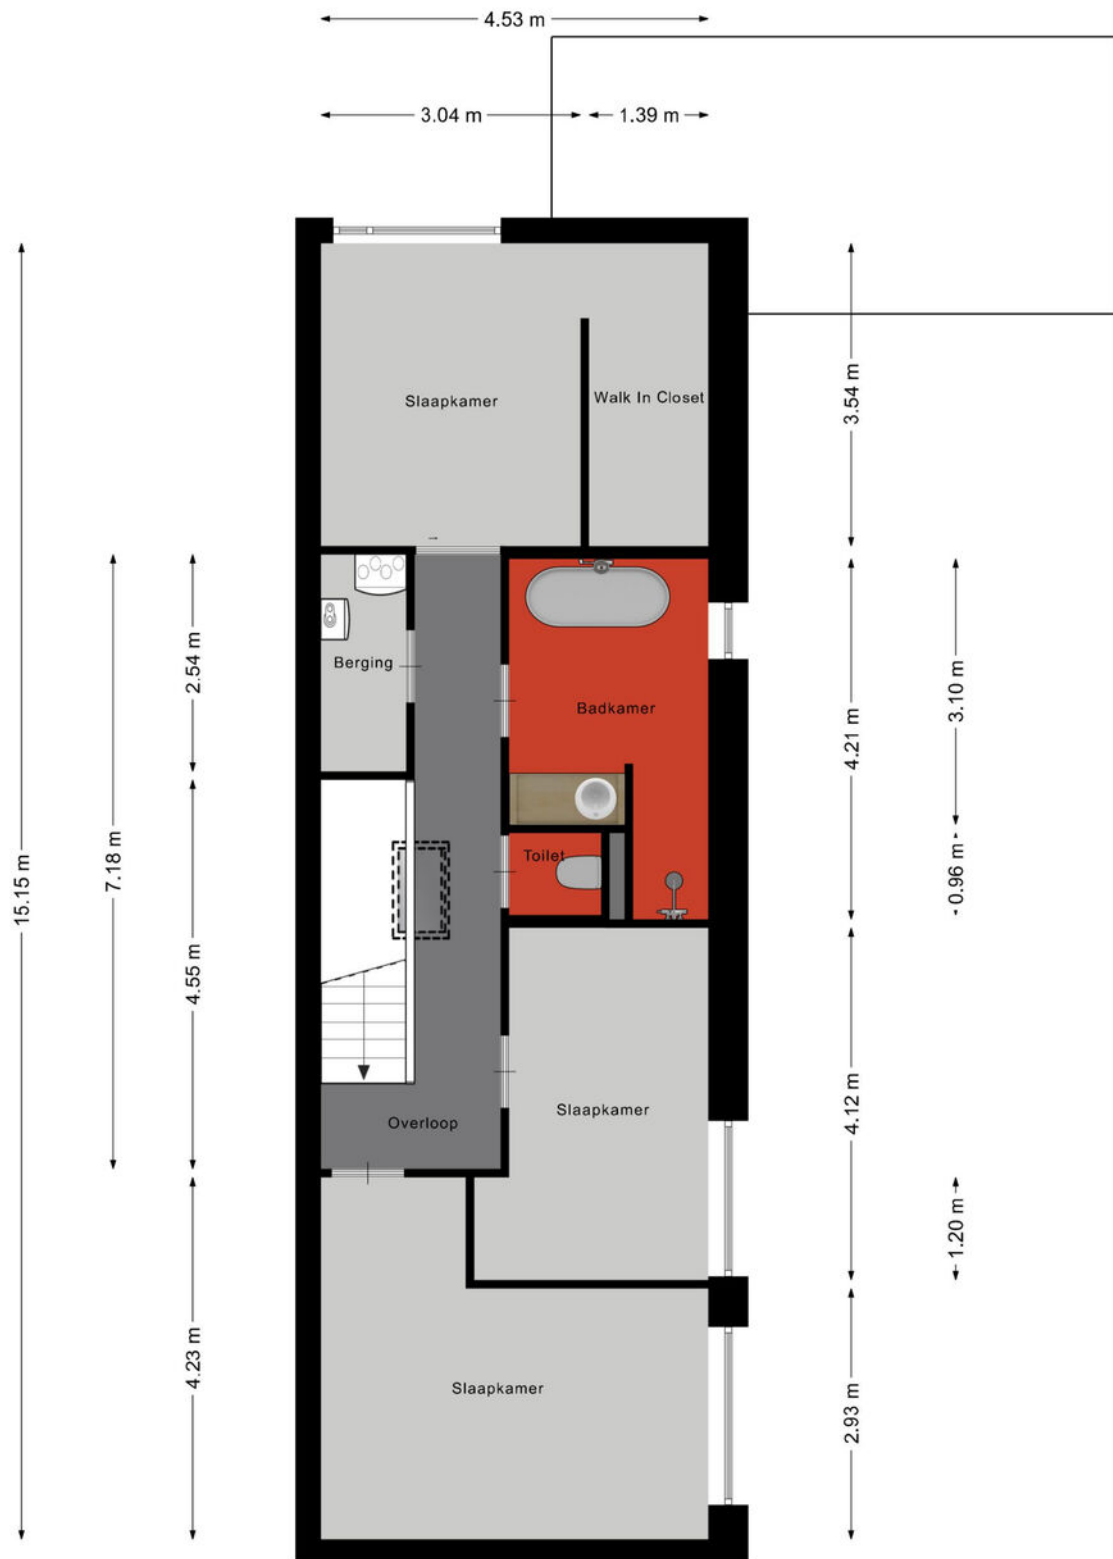 4.53 m
3.04 m
1.39 m
Slaapkamer
Walk In Closet
3.54 m
Berging
2.54 m
Badkamer
3.10 m
4.21 m
7.18 m
15.15 m
Toilet
0.96 m
4.55 m
Overloop
Slaapkamer
4.12 m
1.20 m
4.23 m
Slaapkamer
2.93 m